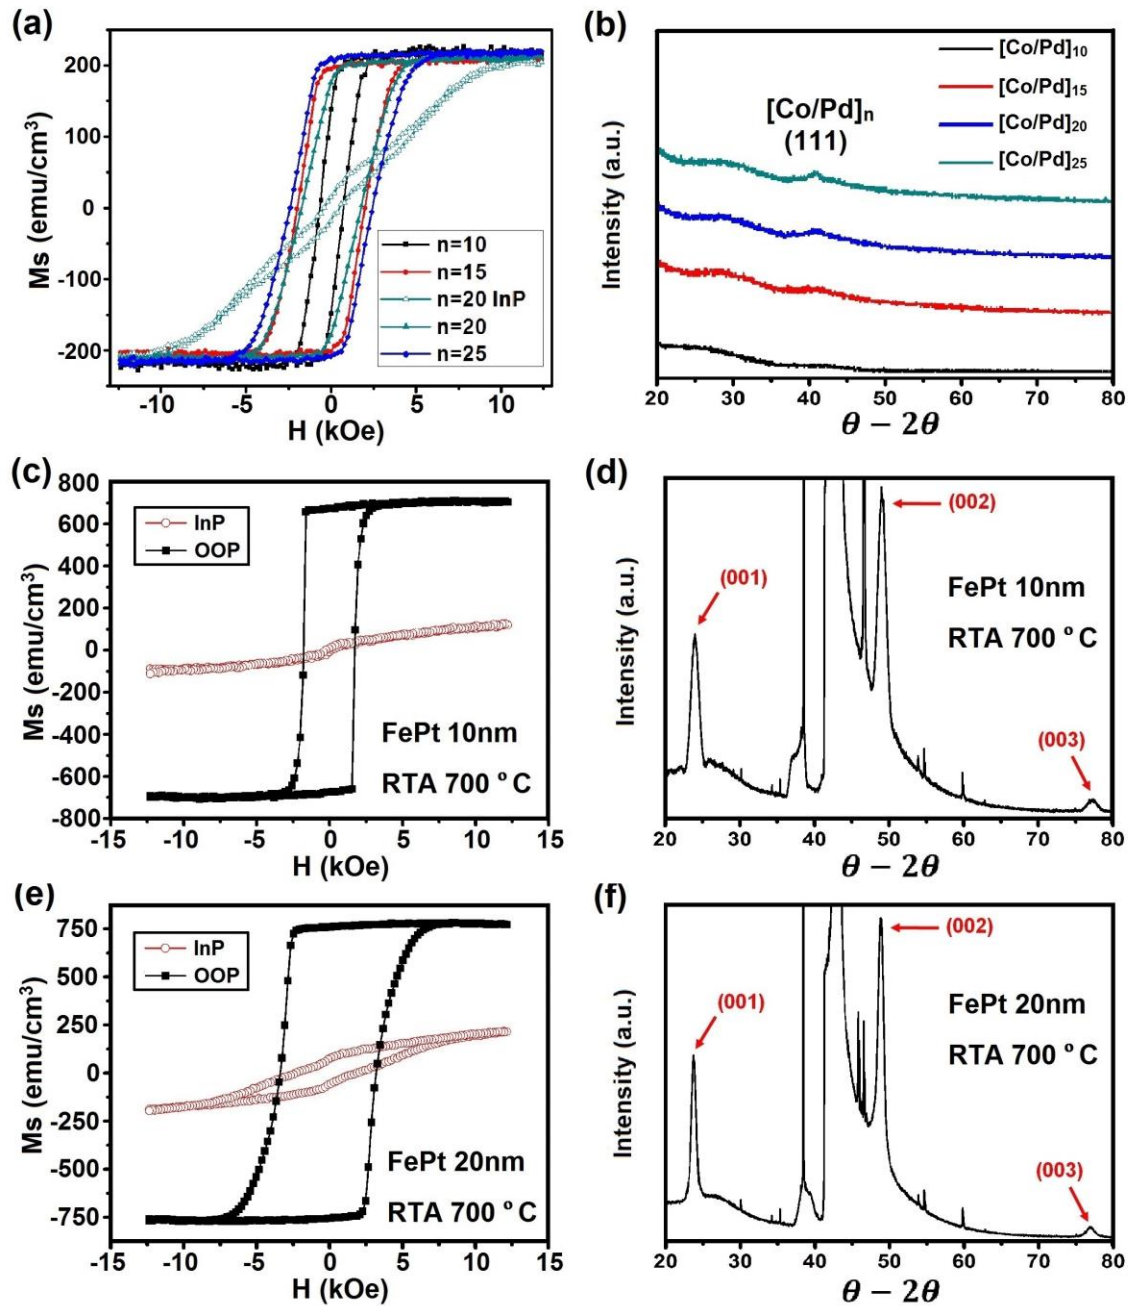 (a)
Ms (emu/cm³)
200
100
0
-100
-200
n=10
n=15
n=20 InP
n=20
n=25
-10 -5 0 5 10
H (kOe)
(b)
Intensity (a.u.)
[Co/Pd]n
(111)
[Co/Pd]10
[Co/Pd]15
[Co/Pd]20
[Co/Pd]25
20 30 40 50 60 70 80
θ − 2θ
(c)
Ms (emu/cm³)
800
600
400
200
0
-200
-400
-600
-800
InP
OOP
FePt 10nm
RTA 700 º C
-15 -10 -5 0 5 10 15
H (kOe)
(d)
Intensity (a.u.)
(001)
(002)
(003)
FePt 10nm
RTA 700 º C
20 30 40 50 60 70 80
θ − 2θ
(e)
Ms (emu/cm³)
750
500
250
0
-250
-500
-750
InP
OOP
FePt 20nm
RTA 700 º C
-15 -10 -5 0 5 10 15
H (kOe)
(f)
Intensity (a.u.)
(001)
(002)
(003)
FePt 20nm
RTA 700 º C
20 30 40 50 60 70 80
θ − 2θ